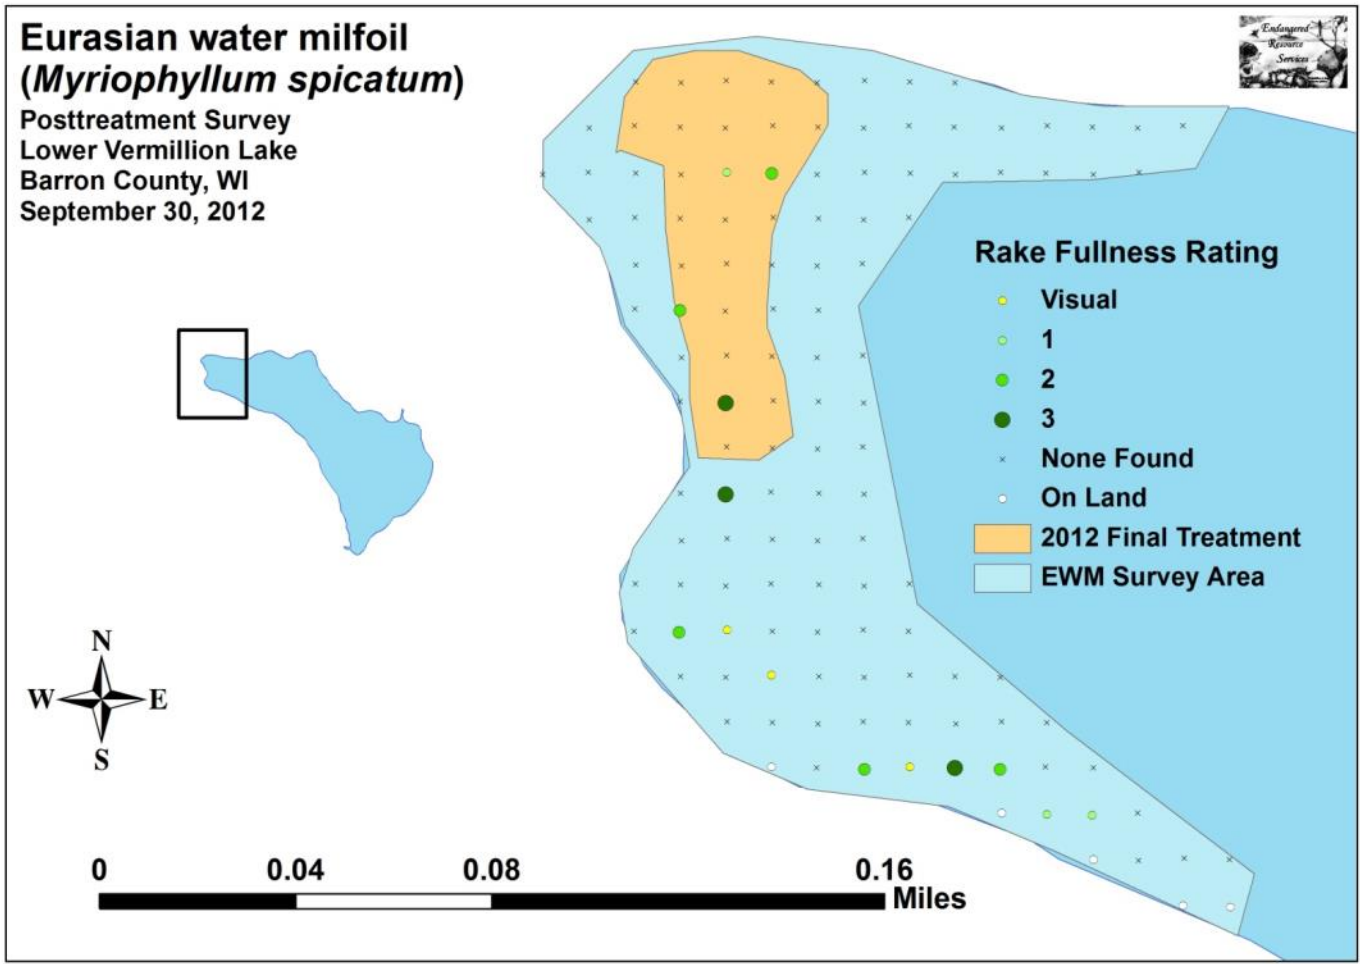 Eurasian water milfoil
(Myriophyllum spicatum)
Posttreatment Survey
Lower Vermillion Lake
Barron County, WI
September 30, 2012
Endangered
Resource
Services
Rake Fullness Rating
Visual
1
2
3
None Found
On Land
2012 Final Treatment
EWM Survey Area
N
W E
S
0 0.04 0.08 0.16
Miles